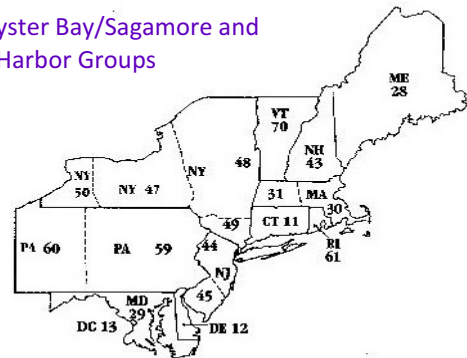 yster Bay/Sagamore and
Harbor Groups
ME
28
VT
70
NH
43
NY
50
NY 47
NY
48
31
MA
30
49
CT 11
RI
61
PA 60
PA 59
44
NJ
45
MD
29
DC 13
DE 12